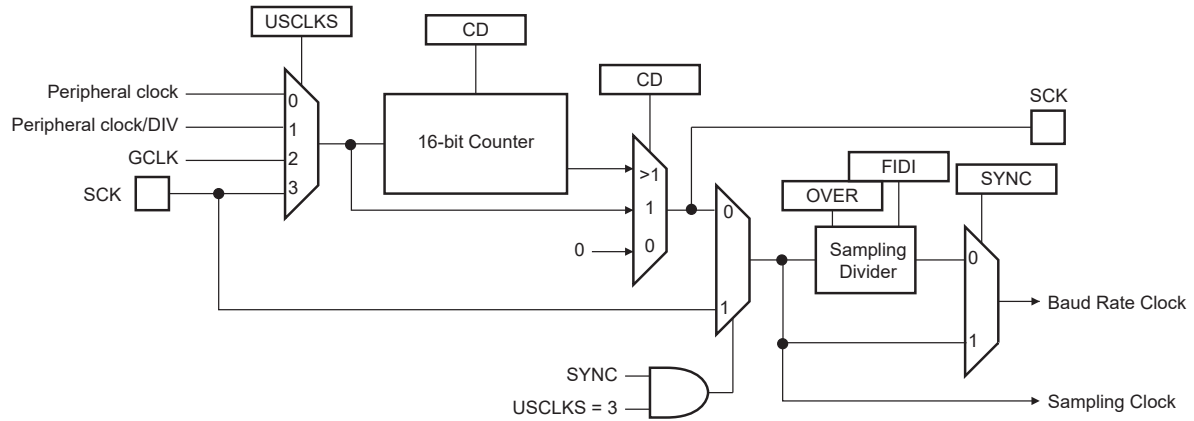 USCLKS
CD
CD
SCK
Peripheral clock
Peripheral clock/DIV
GCLK
SCK
0
1
2
3
16-bit Counter
>1
1
0
0
0
1
OVER
FIDI
SYNC
Sampling
Divider
0
1
Baud Rate Clock
Sampling Clock
SYNC
USCLKS = 3